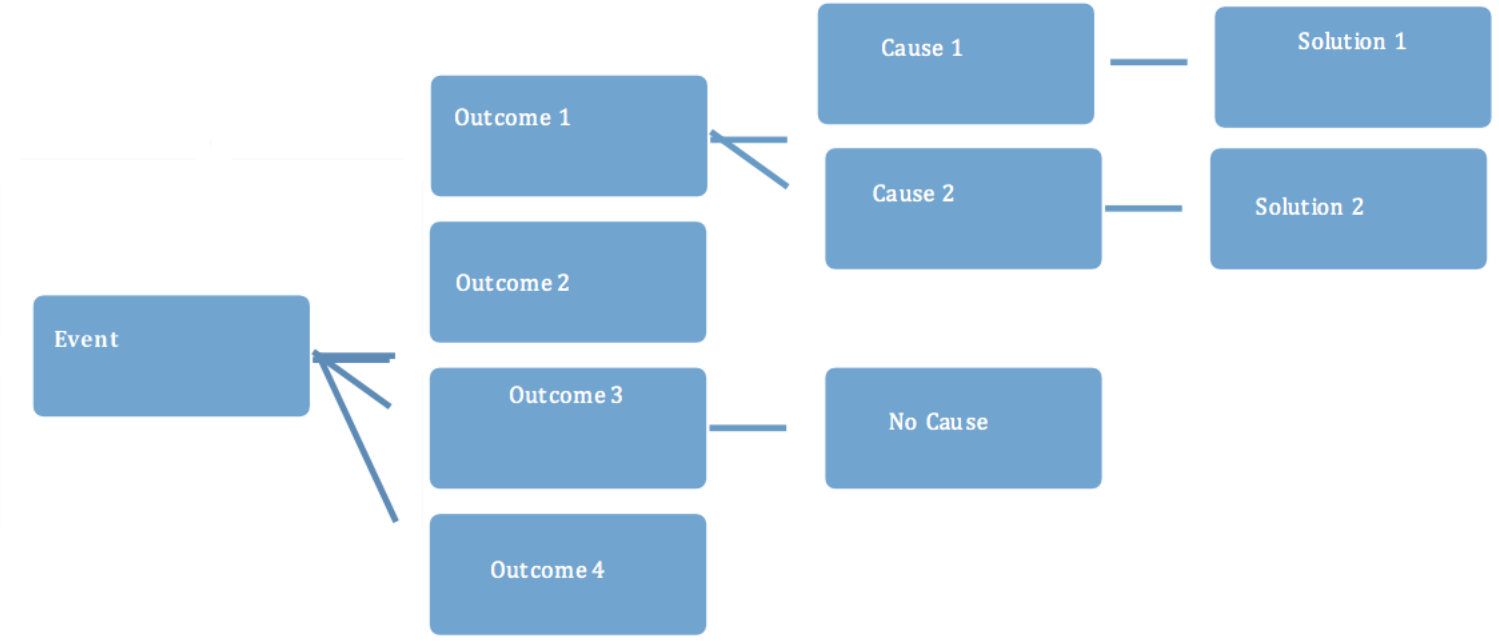 Event
Outcome 1
Outcome 2
Outcome 3
Outcome 4
Cause 1
Cause 2
No Cause
Solution 1
Solution 2